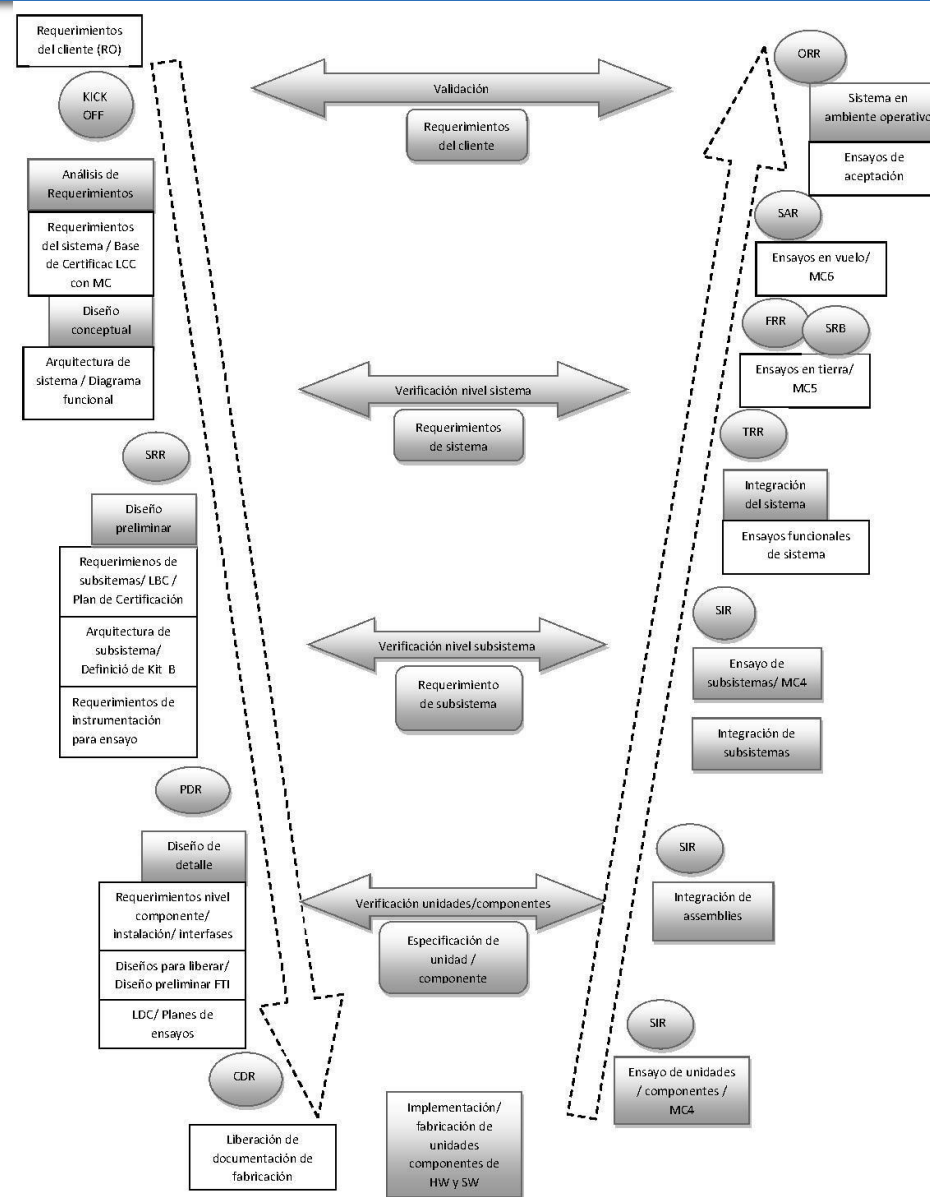 Requerimientos
del cliente (RO)
KICK
OFF
Análisis de
Requerimientos
Requerimientos
del sistema / Base
de Certificac LCC
con MC
Diseño
conceptual
Arquitectura de
sistema / Diagrama
funcional
SRR
Diseño
preliminar
Requerimienos de
subsitemas/ LBC /
Plan de Certificación
Arquitectura de
subsistema/
Definició de Kit B
Requerimientos de
instrumentación
para ensayo
PDR
Diseño de
detalle
Requerimientos nivel
componente/
instalación/ interfases
Diseños para liberar/
Diseño preliminar FTI
LDC/ Planes de
ensayos
CDR
Liberación de
documentación de
fabricación
Validación
Requerimientos
del cliente
Verificación nivel sistema
Requerimientos
de sistema
Verificación nivel subsistema
Requerimiento
de subsistema
Verificación unidades/componentes
Especificación de
unidad /
componente
Implementación/
fabricación de
unidades
componentes de
HW y SW
ORR
Sistema en
ambiente operativo
Ensayos de
aceptación
SAR
Ensayos en vuelo/
MC6
FRR
SRB
Ensayos en tierra/
MC5
TRR
Integración
del sistema
Ensayos funcionales
de sistema
SIR
Ensayo de
subsistemas/ MC4
Integración de
subsistemas
SIR
Integración de
assemblies
SIR
Ensayo de unidades
/ componentes /
MC4